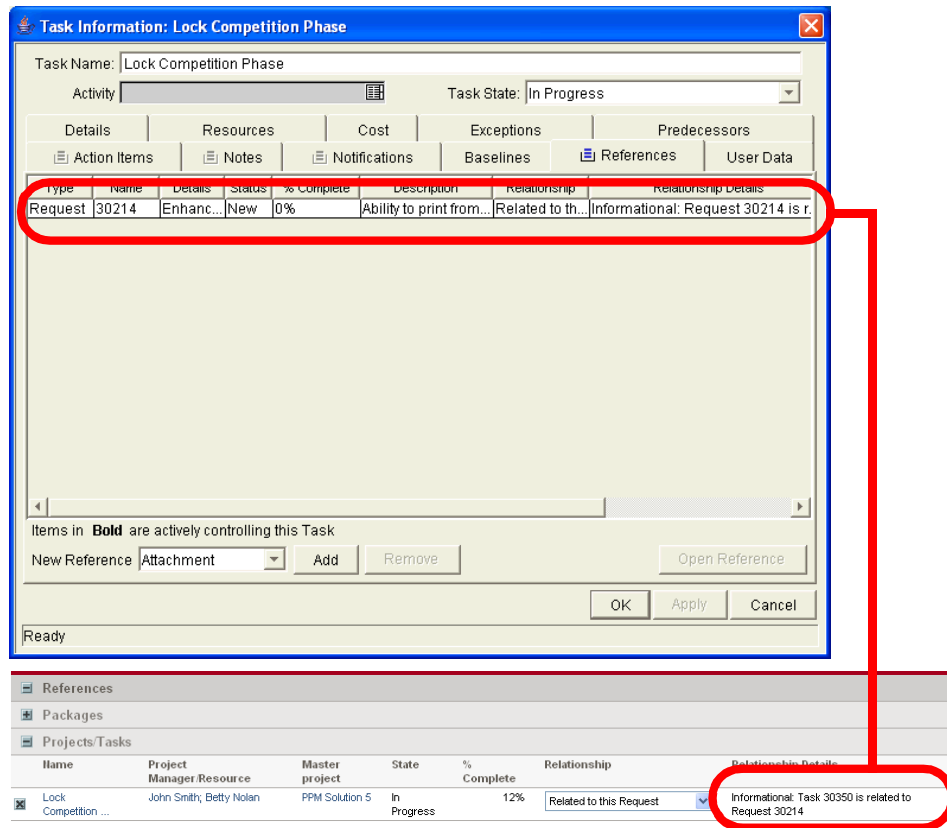 Task Information: Lock Competition Phase
Task Name: Lock Competition Phase
Activity Task State: In Progress
Details Resources Cost Exceptions Predecessors
Action Items Notes Notifications Baselines References User Data
Type Name Details Status % Complete Description Relationship Relationship Details
Request 30214 Enhanc... New 0% Ability to print from... Related to th... Informational: Request 30214 is r.
Items in Bold are actively controlling this Task
New Reference Attachment Add Remove Open Reference
OK Apply Cancel
Ready
References
Packages
Projects/Tasks
Name Project Master State % Relationship Relationship Details
Manager/Resource project Complete
Lock John Smith; Betty Nolan PPM Solution 5 In 12% Related to this Request Informational: Task 30350 is related to
Competition ... Progress Request 30214